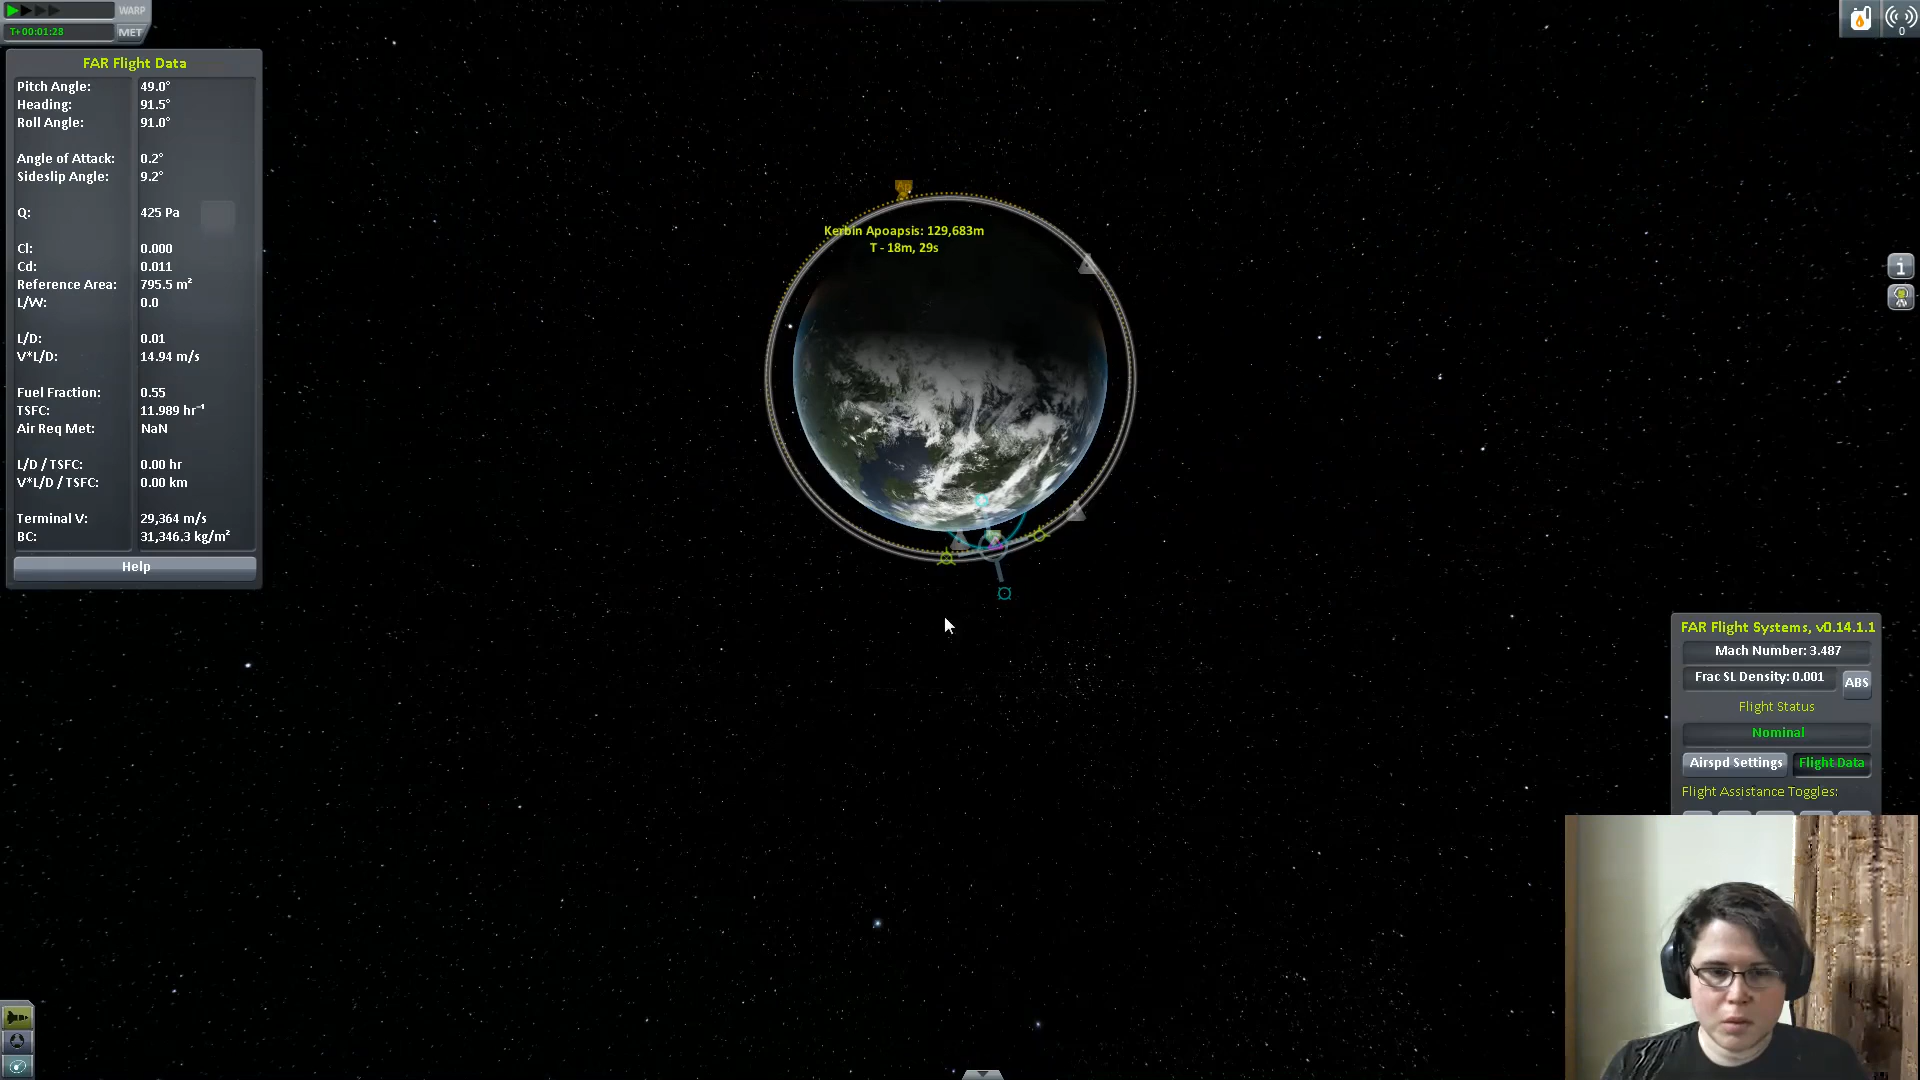 WARP
T+00:01:28
MET
0
FAR Flight Data
Pitch Angle: 49.0°
Heading: 91.5°
Roll Angle: 91.0°
Angle of Attack: 0.2°
Sideslip Angle: 9.2°
Q: 425 Pa
Cl: 0.000
Cd: 0.011
Reference Area: 795.5 m²
L/W: 0.0
L/D: 0.01
V*L/D: 14.94 m/s
Fuel Fraction: 0.55
TSFC: 11.989 hr⁻¹
Air Req Met: NaN
L/D / TSFC: 0.00 hr
V*L/D / TSFC: 0.00 km
Terminal V: 29,364 m/s
BC: 31,346.3 kg/m²
Help
Ap
Kerbin Apoapsis: 129,683m
T - 18m, 29s
FAR Flight Systems, v0.14.1.1
Mach Number: 3.487
Frac SL Density: 0.001
ABS
Flight Status
Nominal
Airspd Settings
Flight Data
Flight Assistance Toggles: